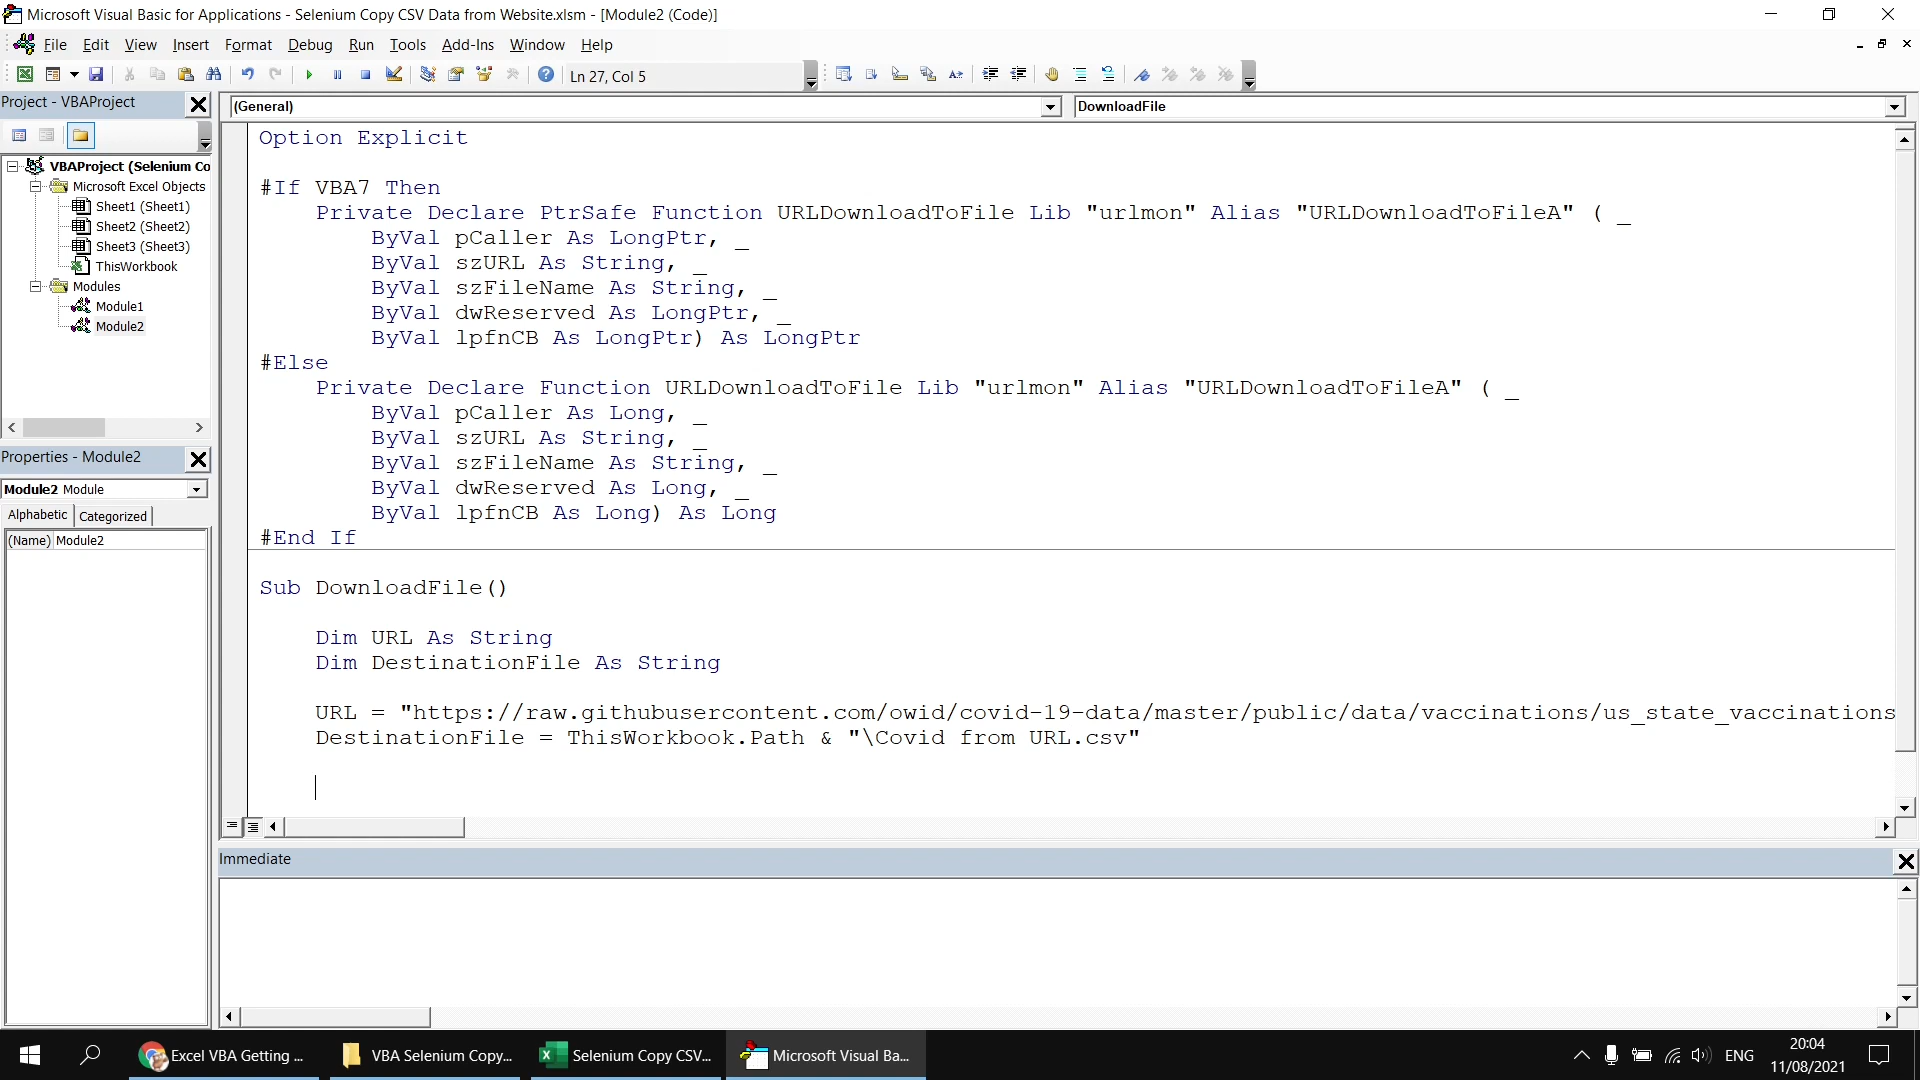 Microsoft Visual Basic for Applications - Selenium Copy CSV Data from Website.xlsm - [Module2 (Code)]
File Edit View Insert Format Debug Run Tools Add-Ins Window Help
Ln 27, Col 5
Project - VBAProject
(General)
DownloadFile
VBAProject (Selenium Co
Microsoft Excel Objects
Sheet1 (Sheet1)
Sheet2 (Sheet2)
Sheet3 (Sheet3)
ThisWorkbook
Modules
Module1
Module2
Properties - Module2
Module2 Module
Alphabetic Categorized
(Name) Module2
Option Explicit
#If VBA7 Then
Private Declare PtrSafe Function URLDownloadToFile Lib "urlmon" Alias "URLDownloadToFileA" ( _
ByVal pCaller As LongPtr, _
ByVal szURL As String, _
ByVal szFileName As String, _
ByVal dwReserved As LongPtr, _
ByVal lpfnCB As LongPtr) As LongPtr
#Else
Private Declare Function URLDownloadToFile Lib "urlmon" Alias "URLDownloadToFileA" ( _
ByVal pCaller As Long, _
ByVal szURL As String, _
ByVal szFileName As String, _
ByVal dwReserved As Long, _
ByVal lpfnCB As Long) As Long
#End If
Sub DownloadFile()
Dim URL As String
Dim DestinationFile As String
URL = "https://raw.githubusercontent.com/owid/covid-19-data/master/public/data/vaccinations/us_state_vaccinations
DestinationFile = ThisWorkbook.Path & "\Covid from URL.csv"
Immediate
Excel VBA Getting ...
VBA Selenium Copy...
Selenium Copy CSV...
Microsoft Visual Ba...
ENG
20:04
11/08/2021